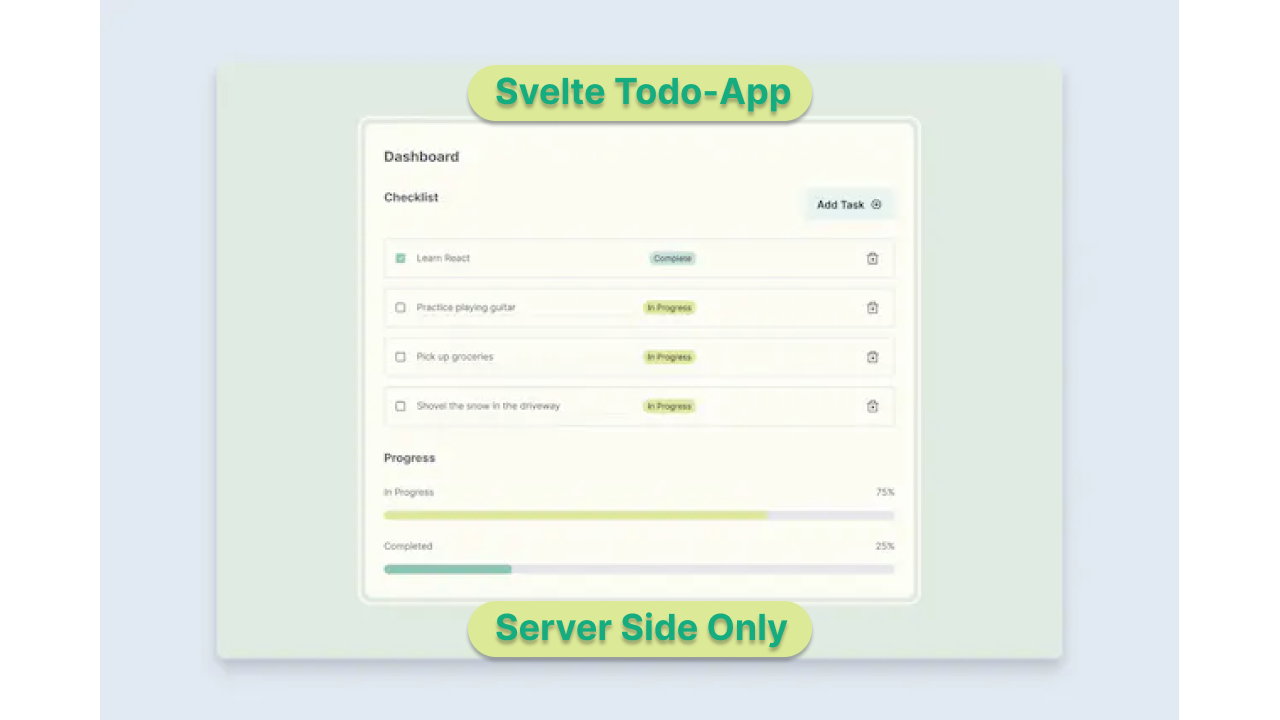 Svelte Todo-App
Dashboard
Checklist
Add Task
Learn React
Complete
Practice playing guitar
In Progress
Pick up groceries
In Progress
Shovel the snow in the driveway
In Progress
Progress
In Progress
75%
Completed
25%
Server Side Only